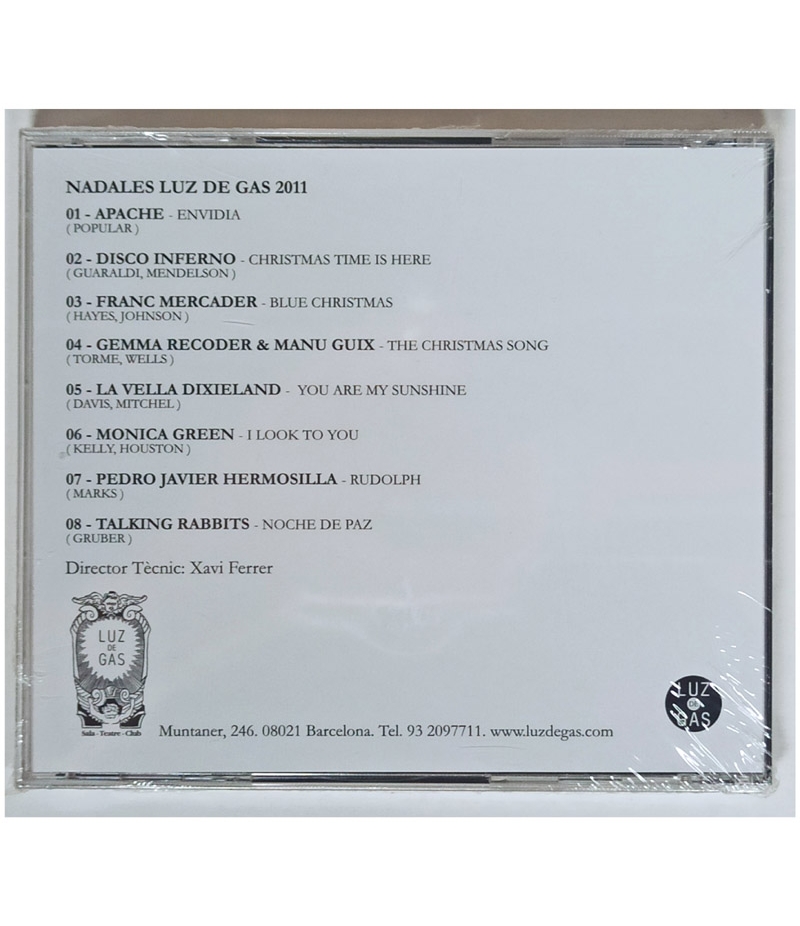 NADALES LUZ DE GAS 2011
01 - APACHE - ENVIDIA
( POPULAR )
02 - DISCO INFERNO - CHRISTMAS TIME IS HERE
( GUARALDI, MENDELSON )
03 - FRANC MERCADER - BLUE CHRISTMAS
( HAYES, JOHNSON )
04 - GEMMA RECODER & MANU GUIX - THE CHRISTMAS SONG
( TORME, WELLS )
05 - LA VELLA DIXIELAND - YOU ARE MY SUNSHINE
( DAVIS, MITCHEL )
06 - MONICA GREEN - I LOOK TO YOU
( KELLY, HOUSTON )
07 - PEDRO JAVIER HERMOSILLA - RUDOLPH
( MARKS )
08 - TALKING RABBITS - NOCHE DE PAZ
( GRUBER )
Director Tècnic: Xavi Ferrer
LUZ
DE
GAS
Sala - Teatre - Club
Muntaner, 246. 08021 Barcelona. Tel. 93 2097711. www.luzdegas.com
LUZ
DE
GAS